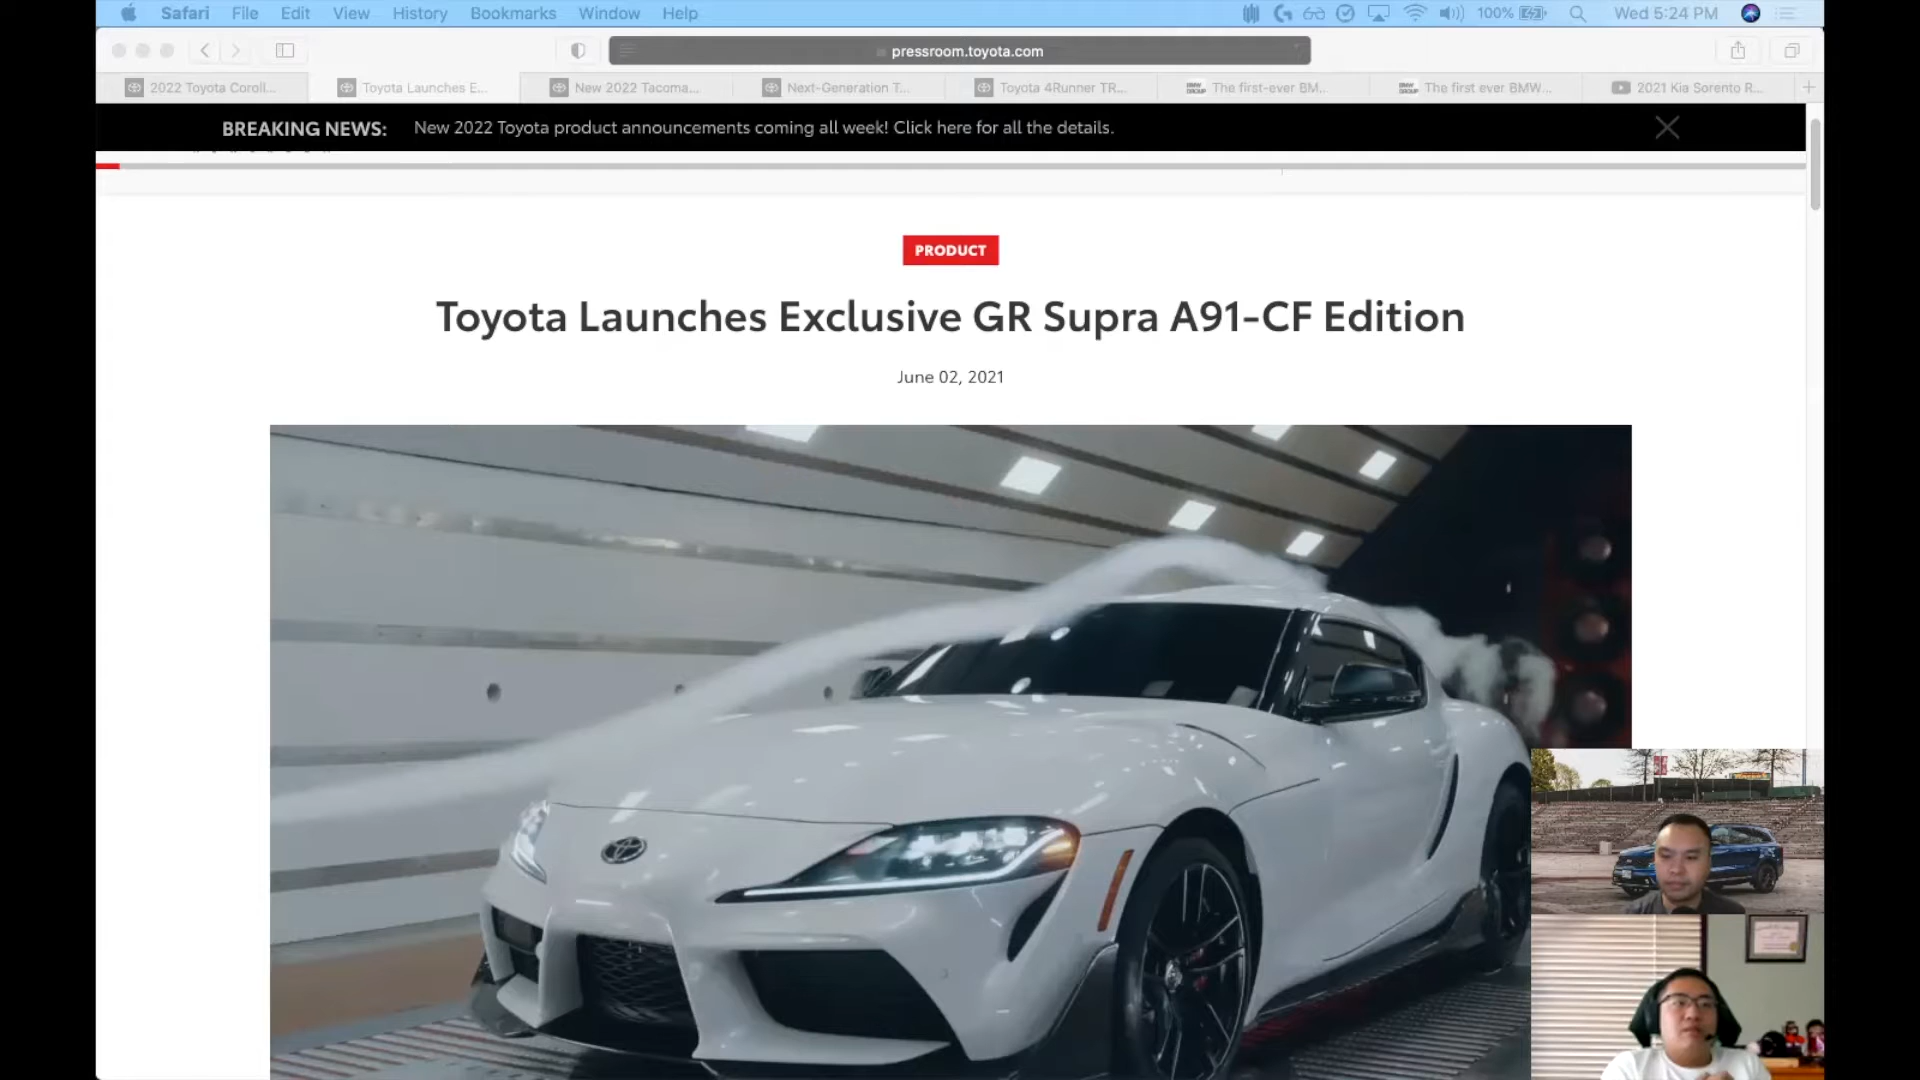 Safari File Edit View History Bookmarks Window Help 100% Wed 5:24 PM
pressroom.toyota.com
2022 Toyota Coroll... Toyota Launches E... New 2022 Tacoma... Next-Generation T... Toyota 4Runner TR... The first-ever BM... The first ever BMW... 2021 Kia Sorento R...
BREAKING NEWS: New 2022 Toyota product announcements coming all week! Click here for all the details.
PRODUCT
Toyota Launches Exclusive GR Supra A91-CF Edition
June 02, 2021